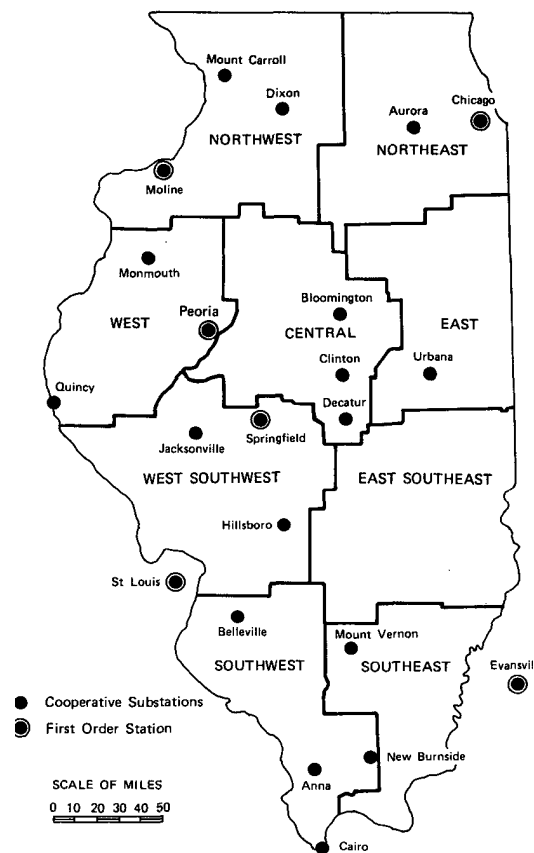 Mount Carroll
Dixon
NORTHWEST
Moline
Aurora
Chicago
NORTHEAST
Monmouth
WEST
Peoria
Quincy
Bloomington
CENTRAL
Clinton
Decatur
EAST
Urbana
Jacksonville
Springfield
WEST SOUTHWEST
Hillsboro
EAST SOUTHEAST
St Louis
Belleville
SOUTHWEST
Mount Vernon
SOUTHEAST
Evansvil
Anna
New Burnside
Cairo
Cooperative Substations
First Order Station
SCALE OF MILES
0 10 20 30 40 50